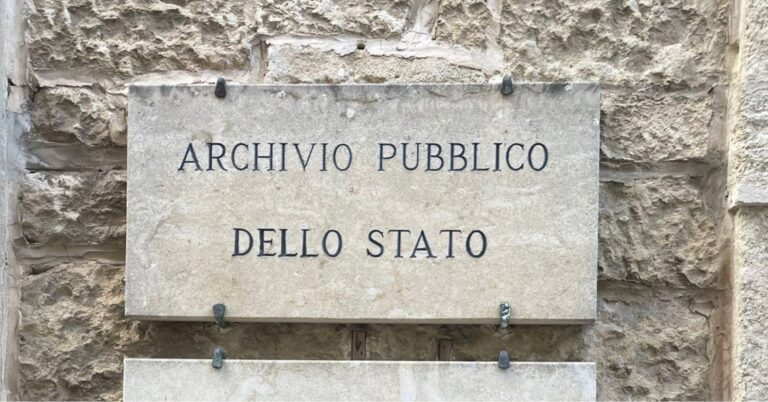 ARCHIVIO PUBBLICO
DELLO STATO